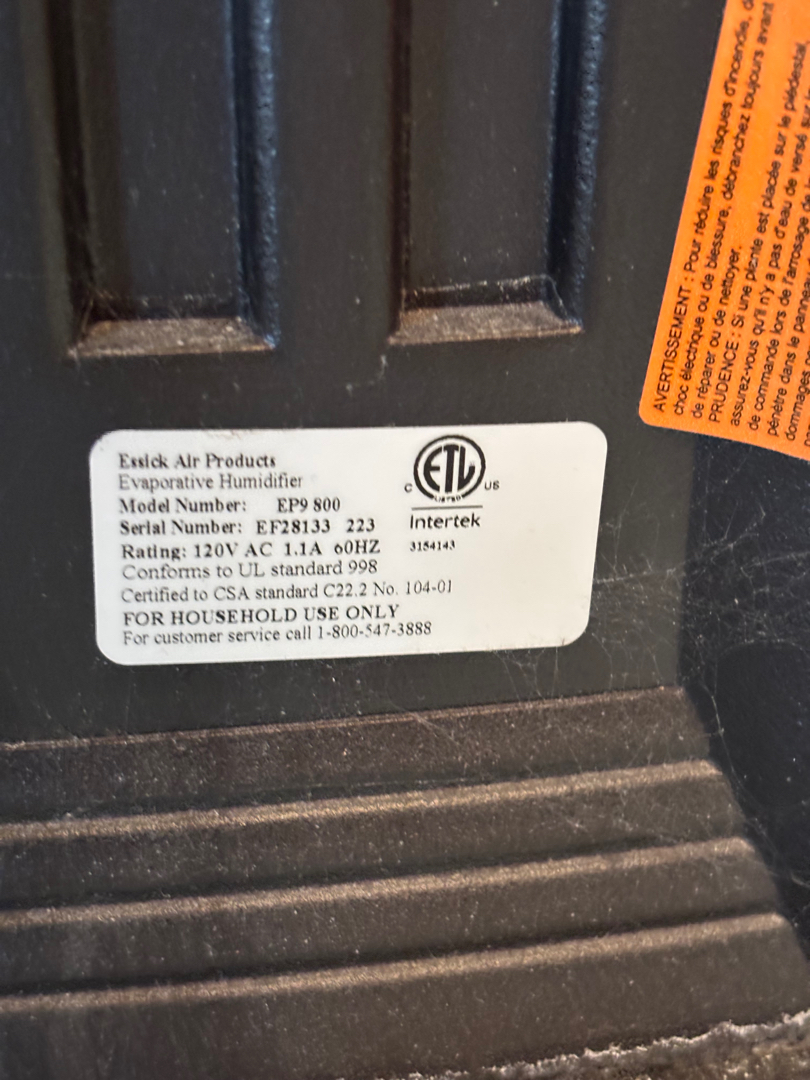 Essick Air Products
Evaporative Humidifier
Model Number: EP9 800
Serial Number: EF28133 223
Rating: 120V AC 1.1A 60HZ
Conforms to UL standard 998
Certified to CSA standard C22.2 No. 104-01
FOR HOUSEHOLD USE ONLY
For customer service call 1-800-547-3888
C ETL US
LISTED
Intertek
3154143
AVERTISSEMENT : Pour réduire les risques d'incendie, d
choc électrique ou de blessure, débranchez toujours avant
de réparer ou de nettoyer.
PRUDENCE : Si une plante est placée sur le piédestal,
assurez-vous qu'il n'y a pas d'eau de versé sur
de commande lors de l'arrosage de
pénètre dans le panneau
dommages